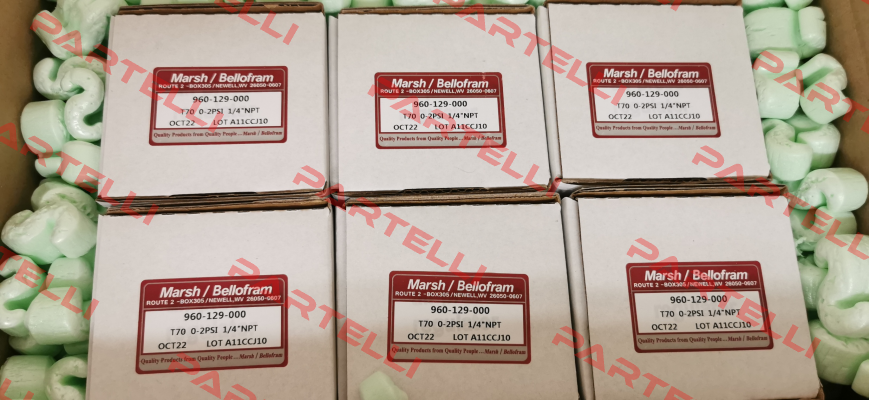 Marsh / Bellofram
ROUTE 2 -BOX305/NEWELL,WV 26050-0607
960-129-000
T70 0-2PSI 1/4"NPT
OCT22 LOT A11CCJ10
Quality Products from Quality People....Marsh / Bellofram
Marsh / Bellofram
ROUTE 2 -BOX305/NEWELL,WV 26050-0607
960-129-000
T70 0-2PSI 1/4"NPT
OCT22 LOT A11CCJ10
Quality Products from Quality People....Marsh / Bellofram
Marsh / Bellofram
ROUTE 2 -BOX305/NEWELL,WV 26050-0607
960-129-000
T70 0-2PSI 1/4"NPT
OCT22 LOT A11CCJ10
Quality Products from Quality People....Marsh / Bellofram
Marsh / Bellofram
ROUTE 2 -BOX305/NEWELL,WV 26050-0607
960-129-000
T70 0-2PSI 1/4"NPT
OCT22 LOT A11CCJ10
Quality Products from Quality People....Marsh / Bellofram
Marsh / Bellofram
ROUTE 2 -BOX305/NEWELL,WV 26050-0607
960-129-000
T70 0-2PSI 1/4"NPT
OCT22 LOT A11CCJ10
Quality Products from Quality People....Marsh / Bellofram
Marsh / Bellofram
ROUTE 2 -BOX305/NEWELL,WV 26050-0607
960-129-000
T70 0-2PSI 1/4"NPT
OCT22 LOT A11CCJ10
Quality Products from Quality People....Marsh / Bellofram
PARTELLI
PARTELLI
PARTELLI
PARTELLI
PARTELLI
PARTELLI
PARTELLI